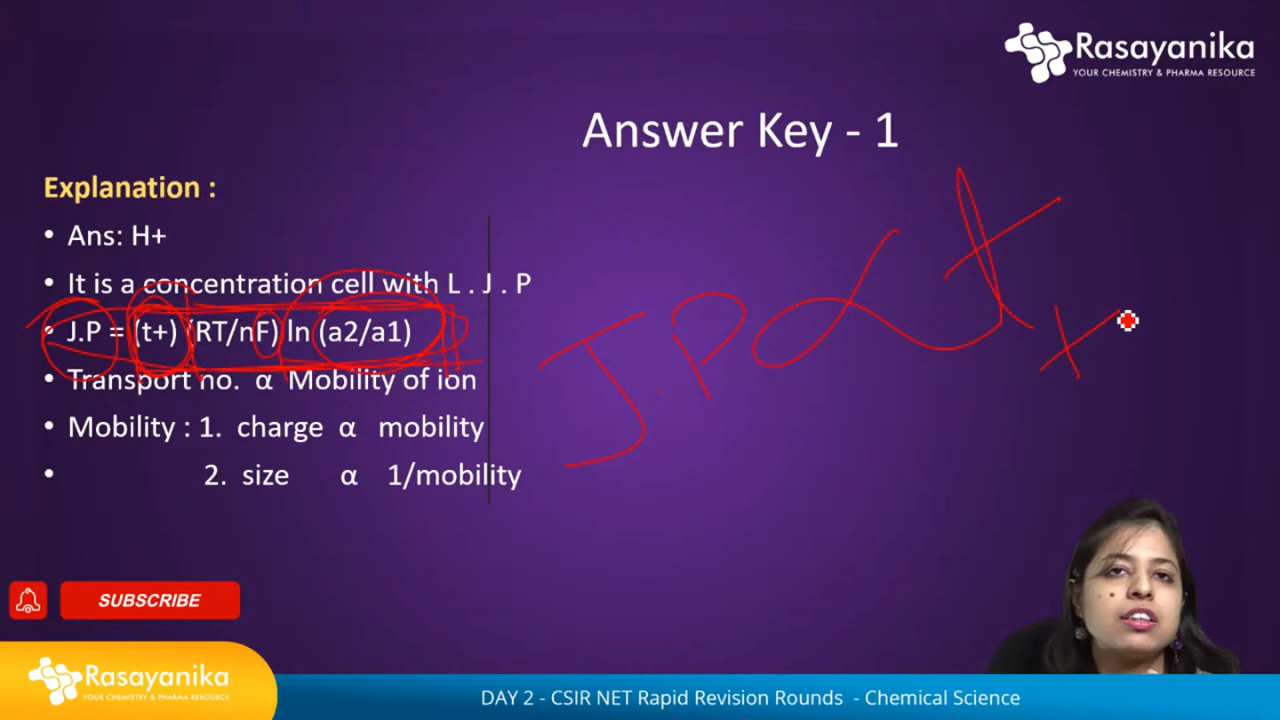 Rasayanika
YOUR CHEMISTRY & PHARMA RESOURCE
Answer Key - 1
Explanation :
• Ans: H+
• It is a concentration cell with L . J . P
• J.P = (t+) (RT/nF) ln (a2/a1)
• Transport no. α Mobility of ion
• Mobility : 1. charge α mobility
• 2. size α 1/mobility
J.P α t+
SUBSCRIBE
Rasayanika
YOUR CHEMISTRY & PHARMA RESOURCE
DAY 2 - CSIR NET Rapid Revision Rounds - Chemical Science